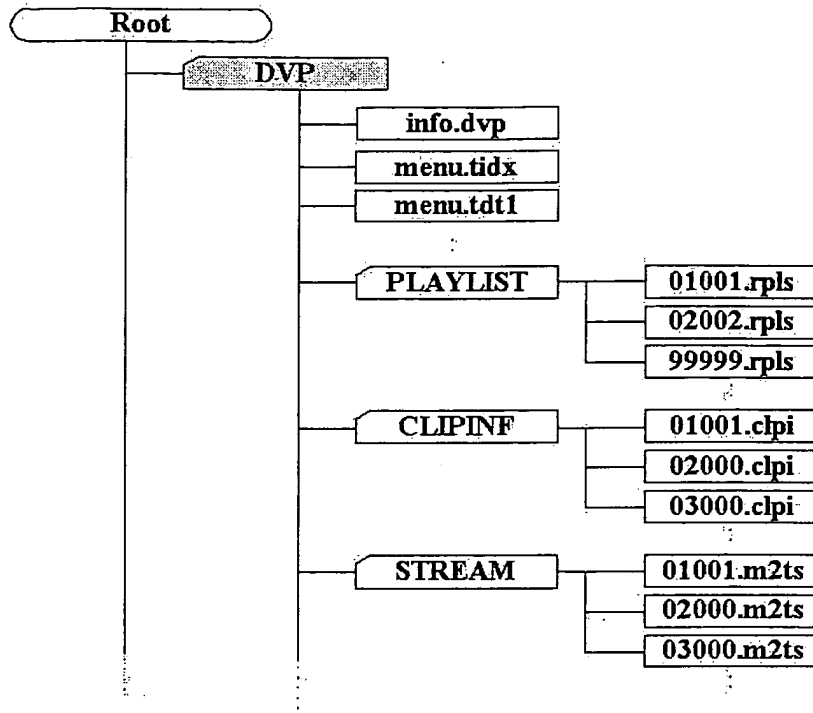 Root
DVP
info.dvp
menu.tidx
menu.tdt1
PLAYLIST
01001.rpls
02002.rpls
99999.rpls
CLIPINF
01001.clpi
02000.clpi
03000.clpi
STREAM
01001.m2ts
02000.m2ts
03000.m2ts